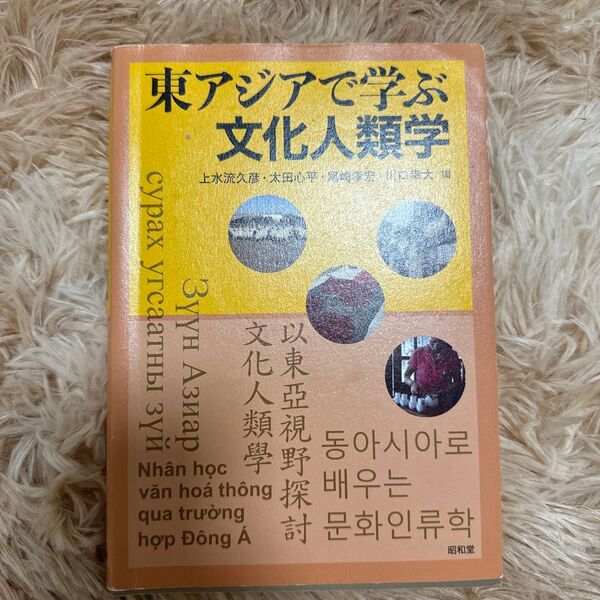 東アジアで学ぶ
文化人類学
上水流久彦・太田心平・尾崎孝宏・川口幸大 編
Зүүн Азиар
сурах угсаатны зүй
以東亞視野探討
文化人類學
동아시아로
배우는
문화인류학
Nhân học
văn hoá thông
qua trường
hợp Đông Á
昭和堂